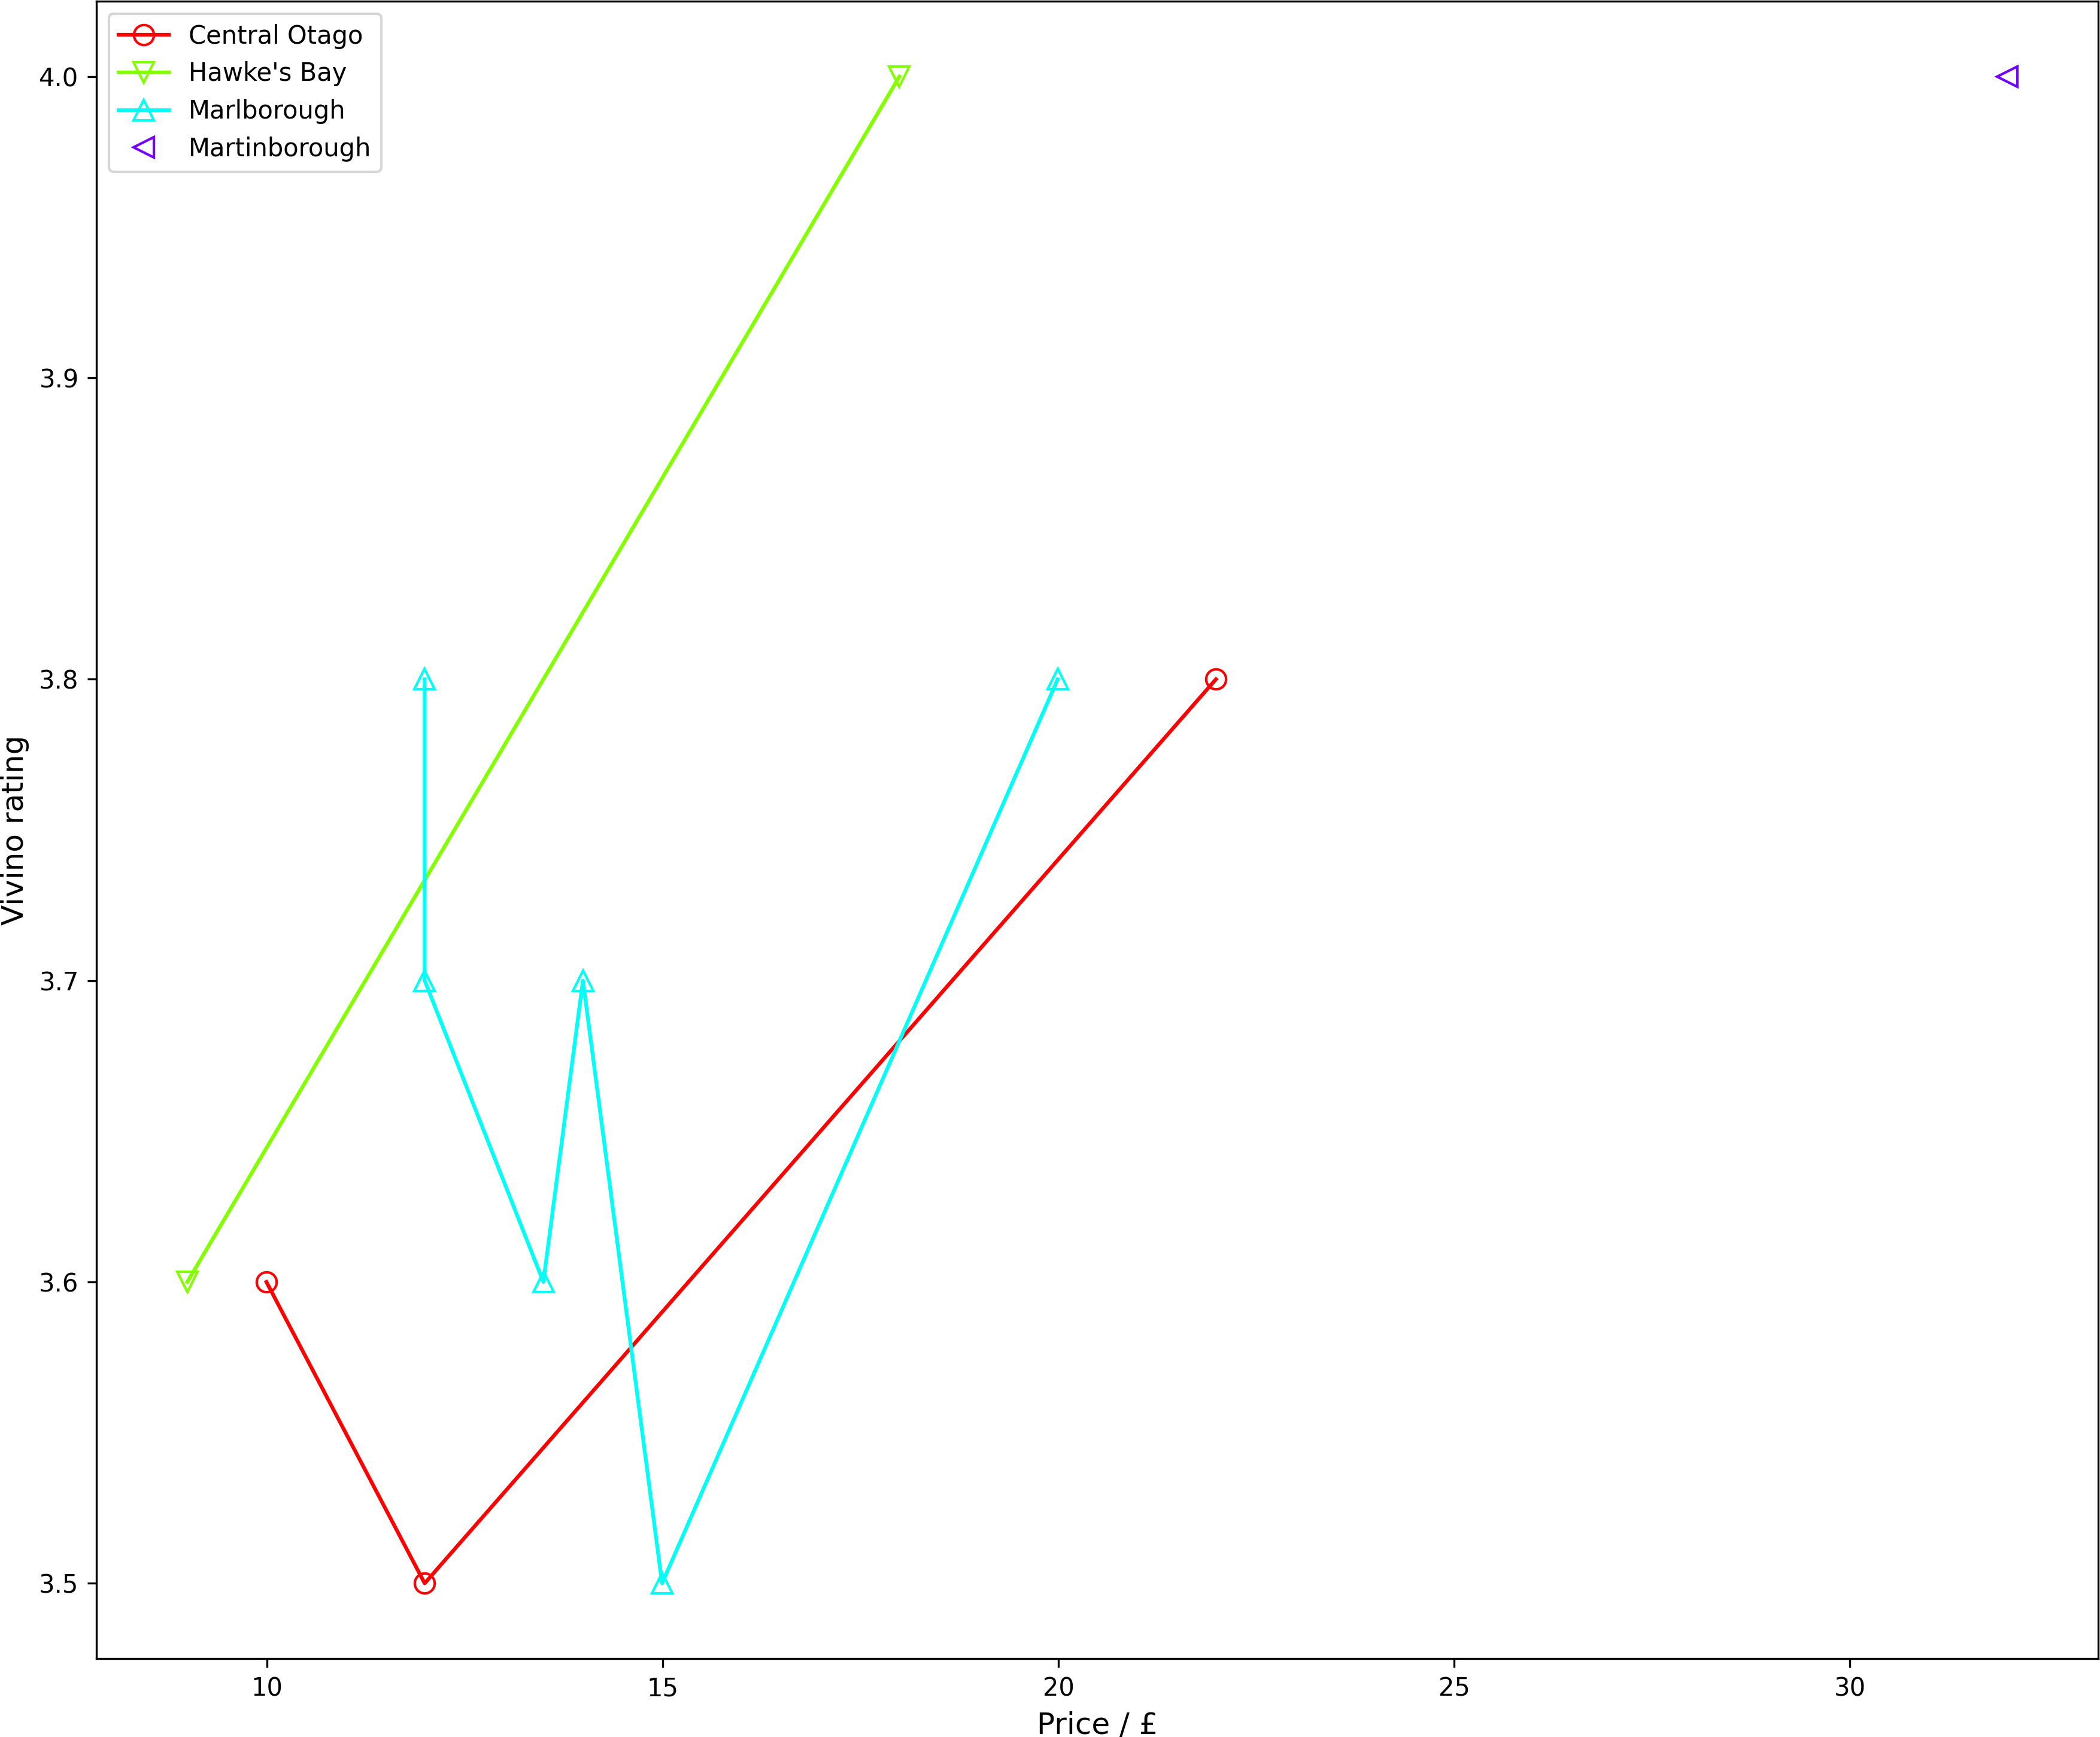 Central Otago
Hawke's Bay
Marlborough
Martinborough
4.0
3.9
3.8
3.7
3.6
3.5
Vivino rating
10 15 20 25 30
Price / £